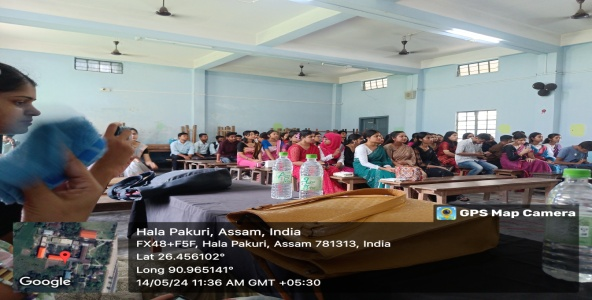 GPS Map Camera
Hala Pakuri, Assam, India
FX48+F5F, Hala Pakuri, Assam 781313, India
Lat 26.456102°
Long 90.965141°
14/05/24 11:36 AM GMT +05:30
Google